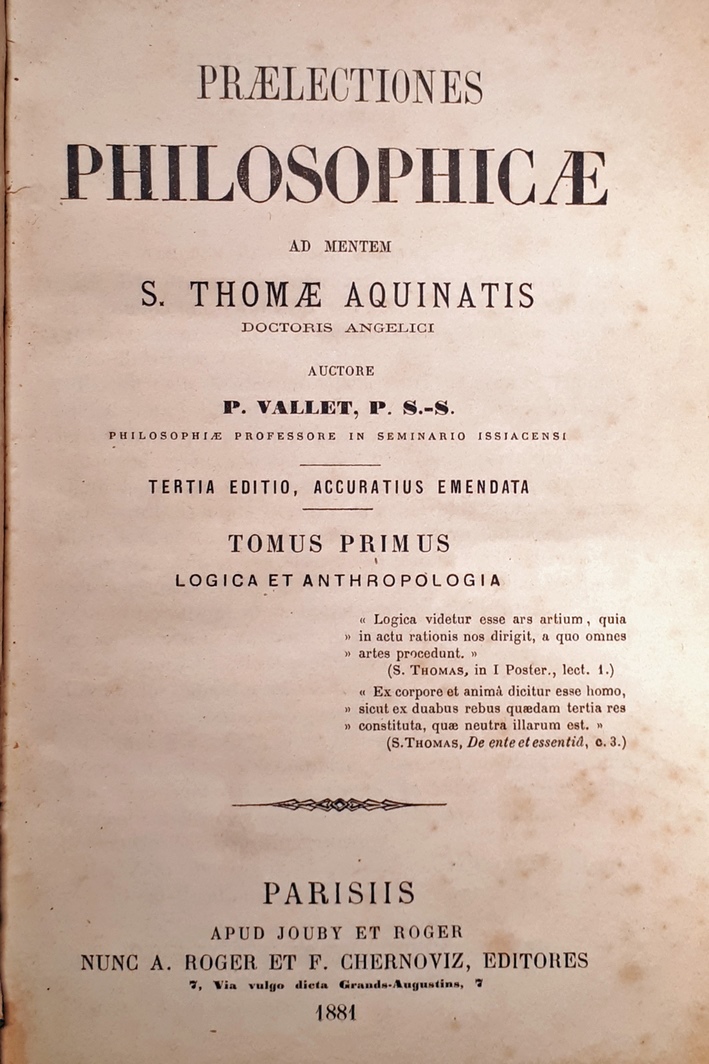 PRÆLECTIONES
PHILOSOPHICÆ
AD MENTEM
S. THOMÆ AQUINATIS
DOCTORIS ANGELICI
AUCTORE
P. VALLET, P. S.-S.
PHILOSOPHIÆ PROFESSORE IN SEMINARIO ISSIACENSI
TERTIA EDITIO, ACCURATIUS EMENDATA
TOMUS PRIMUS
LOGICA ET ANTHROPOLOGIA
« Logica videtur esse ars artium, quia
» in actu rationis nos dirigit, a quo omnes
» artes procedunt. »
(S. THOMAS, in I Poster., lect. 1.)
« Ex corpore et animâ dicitur esse homo,
» sicut ex duabus rebus quædam tertia res
» constituta, quæ neutra illarum est. »
(S. THOMAS, De ente et essentiâ, c. 3.)
PARISIIS
APUD JOUBY ET ROGER
NUNC A. ROGER ET F. CHERNOVIZ, EDITORES
7, Via vulgo dicta Grands-Augustins, 7
1881